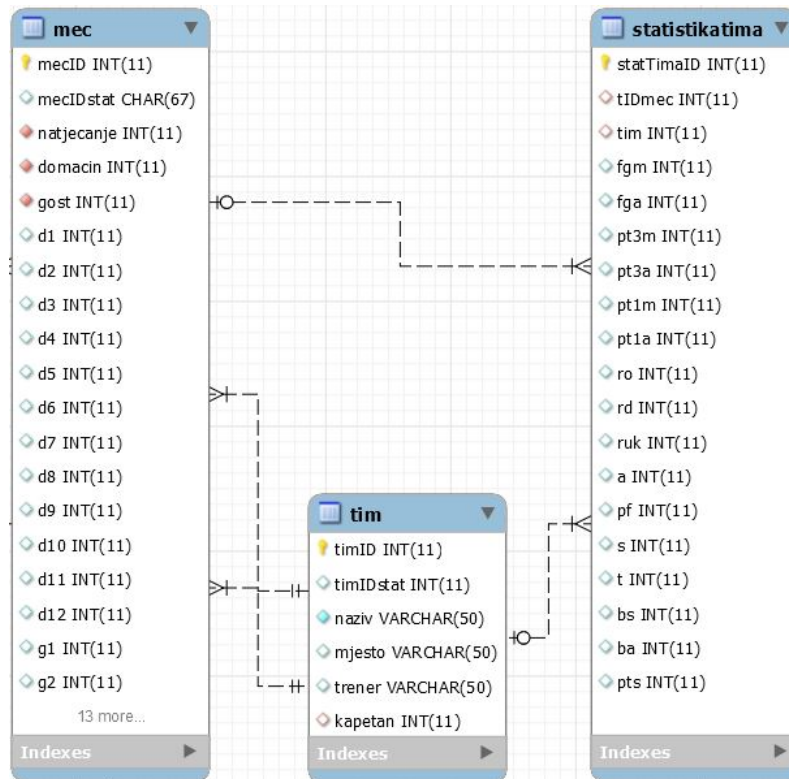 mec
mecID INT(11)
mecIDstat CHAR(67)
natjecanje INT(11)
domacin INT(11)
gost INT(11)
d1 INT(11)
d2 INT(11)
d3 INT(11)
d4 INT(11)
d5 INT(11)
d6 INT(11)
d7 INT(11)
d8 INT(11)
d9 INT(11)
d10 INT(11)
d11 INT(11)
d12 INT(11)
g1 INT(11)
g2 INT(11)
13 more...
Indexes
tim
timID INT(11)
timIDstat INT(11)
naziv VARCHAR(50)
mjesto VARCHAR(50)
trener VARCHAR(50)
kapetan INT(11)
Indexes
statistikatima
statTimaID INT(11)
tIDmec INT(11)
tim INT(11)
fgm INT(11)
fga INT(11)
pt3m INT(11)
pt3a INT(11)
pt1m INT(11)
pt1a INT(11)
ro INT(11)
rd INT(11)
ruk INT(11)
a INT(11)
pf INT(11)
s INT(11)
t INT(11)
bs INT(11)
ba INT(11)
pts INT(11)
Indexes